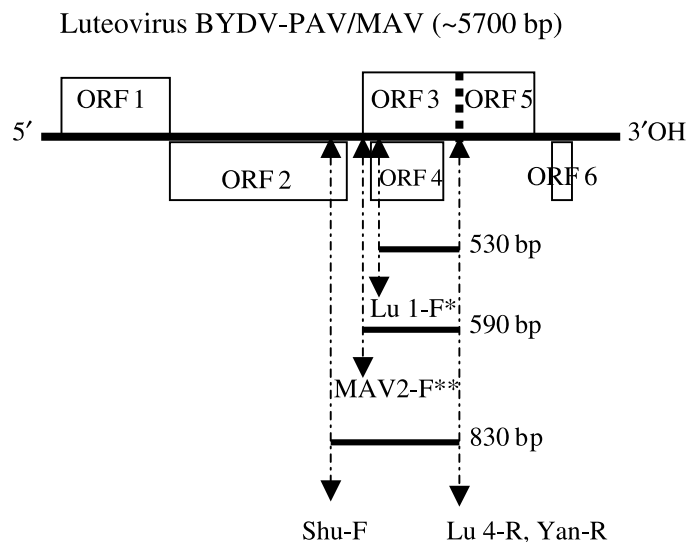 Luteovirus BYDV-PAV/MAV (~5700 bp)
ORF 1
ORF 3
ORF 5
5′
3′OH
ORF 2
ORF 4
ORF 6
530 bp
Lu 1-F*
590 bp
MAV2-F**
830 bp
Shu-F
Lu 4-R, Yan-R